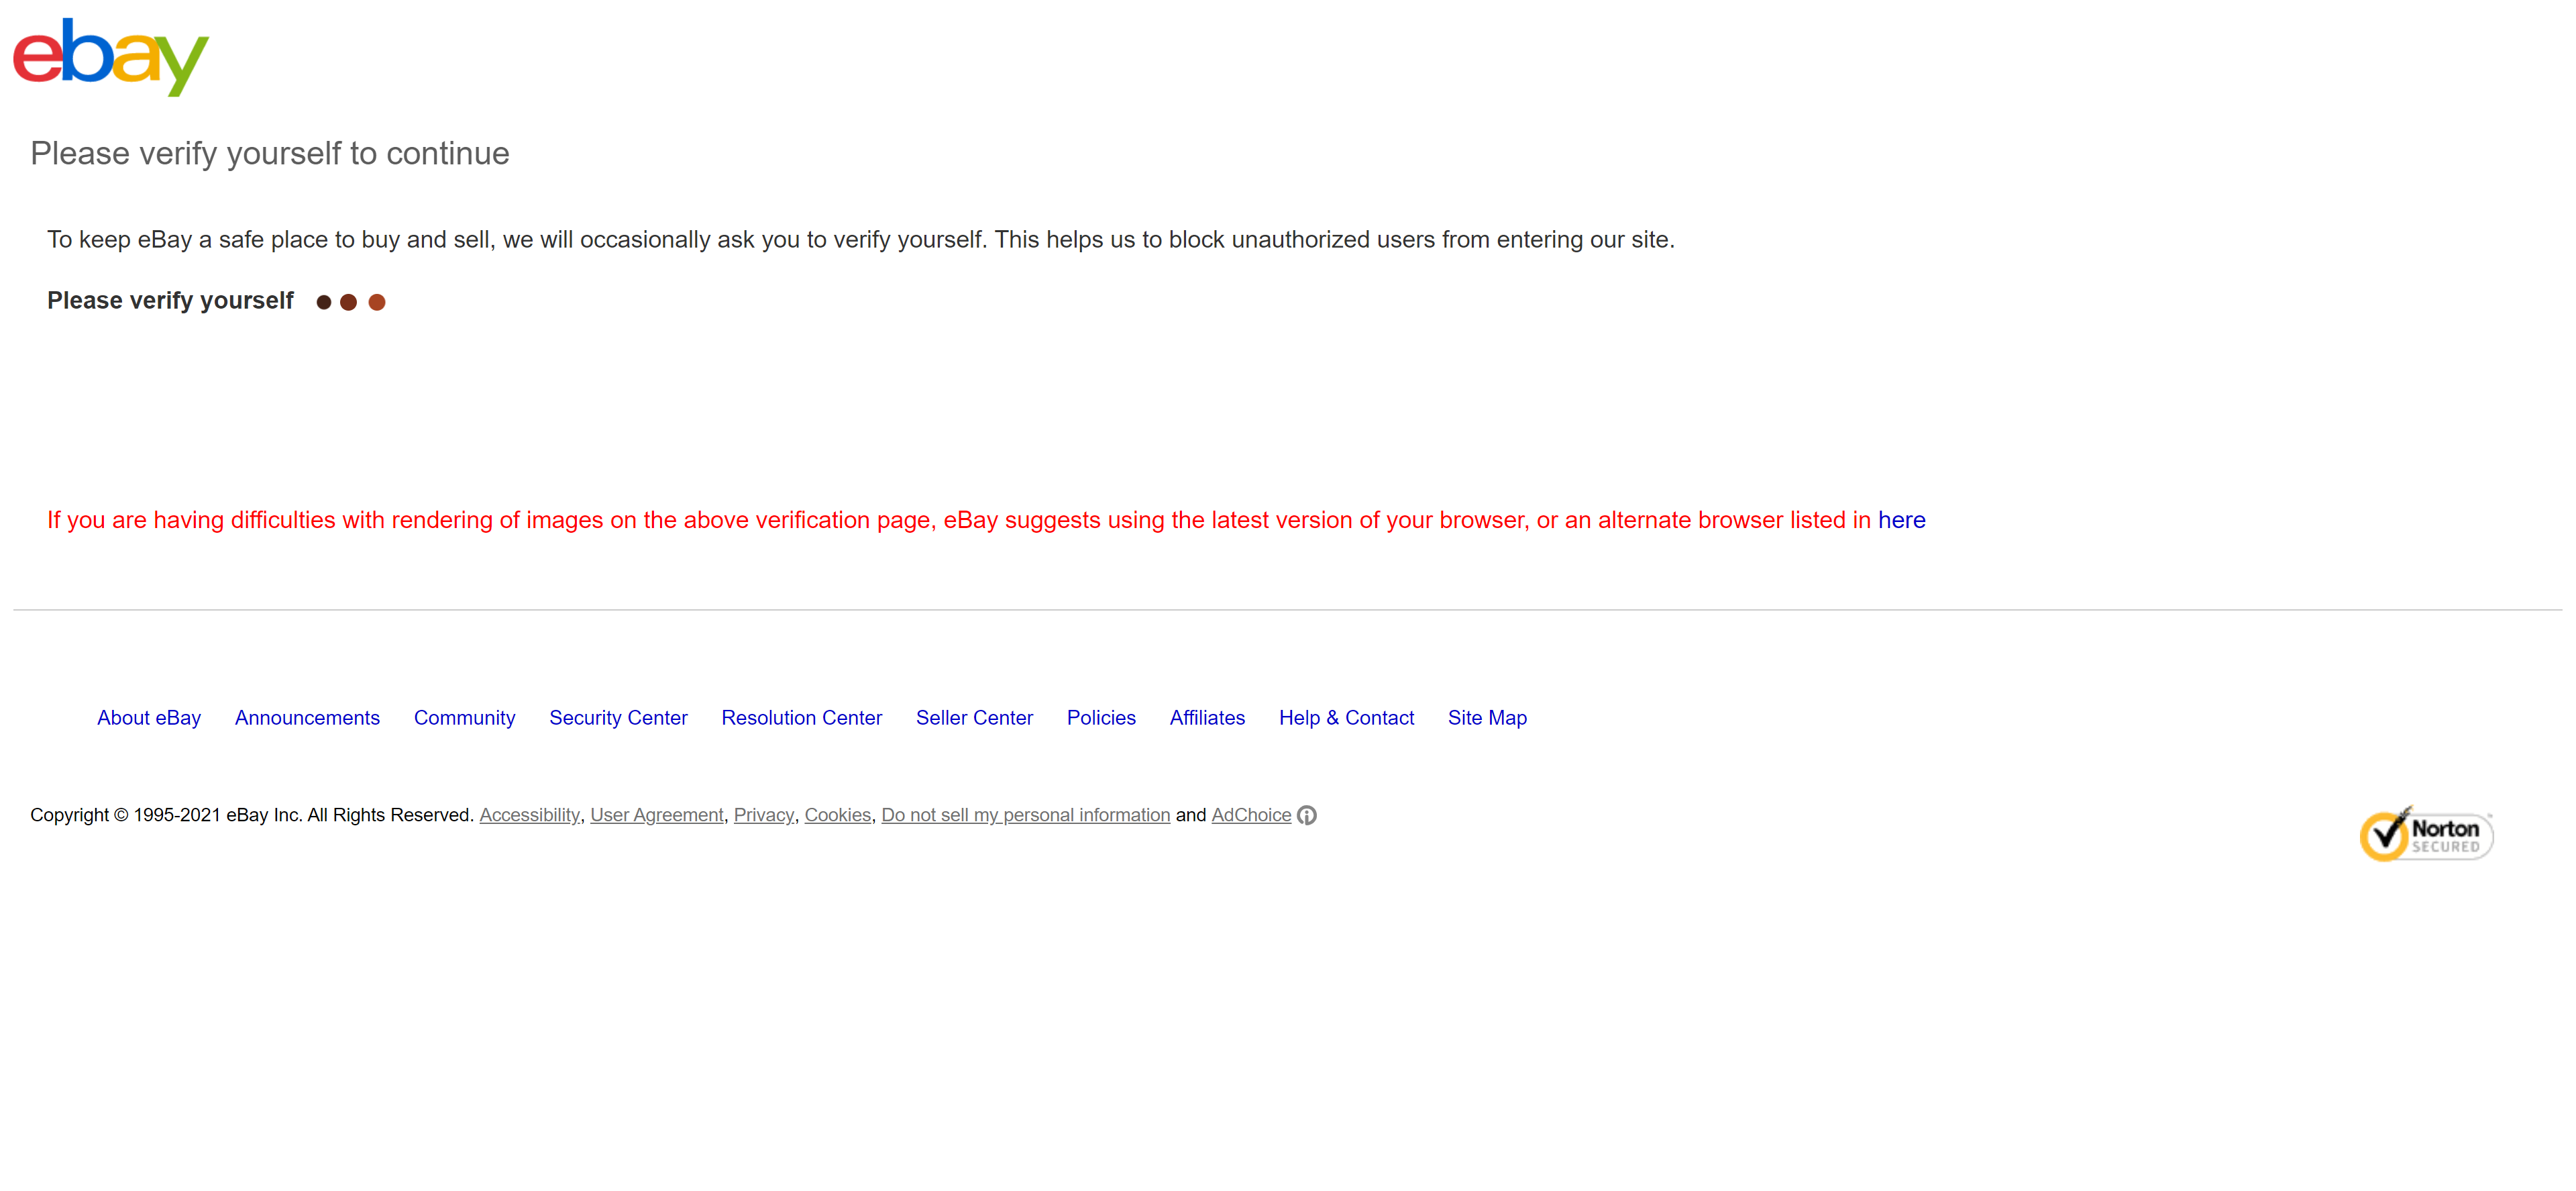 ebay
Please verify yourself to continue
To keep eBay a safe place to buy and sell, we will occasionally ask you to verify yourself. This helps us to block unauthorized users from entering our site.
Please verify yourself
If you are having difficulties with rendering of images on the above verification page, eBay suggests using the latest version of your browser, or an alternate browser listed in here
About eBay Announcements Community Security Center Resolution Center Seller Center Policies Affiliates Help & Contact Site Map
Copyright © 1995-2021 eBay Inc. All Rights Reserved. Accessibility, User Agreement, Privacy, Cookies, Do not sell my personal information and AdChoice
Norton
SECURED